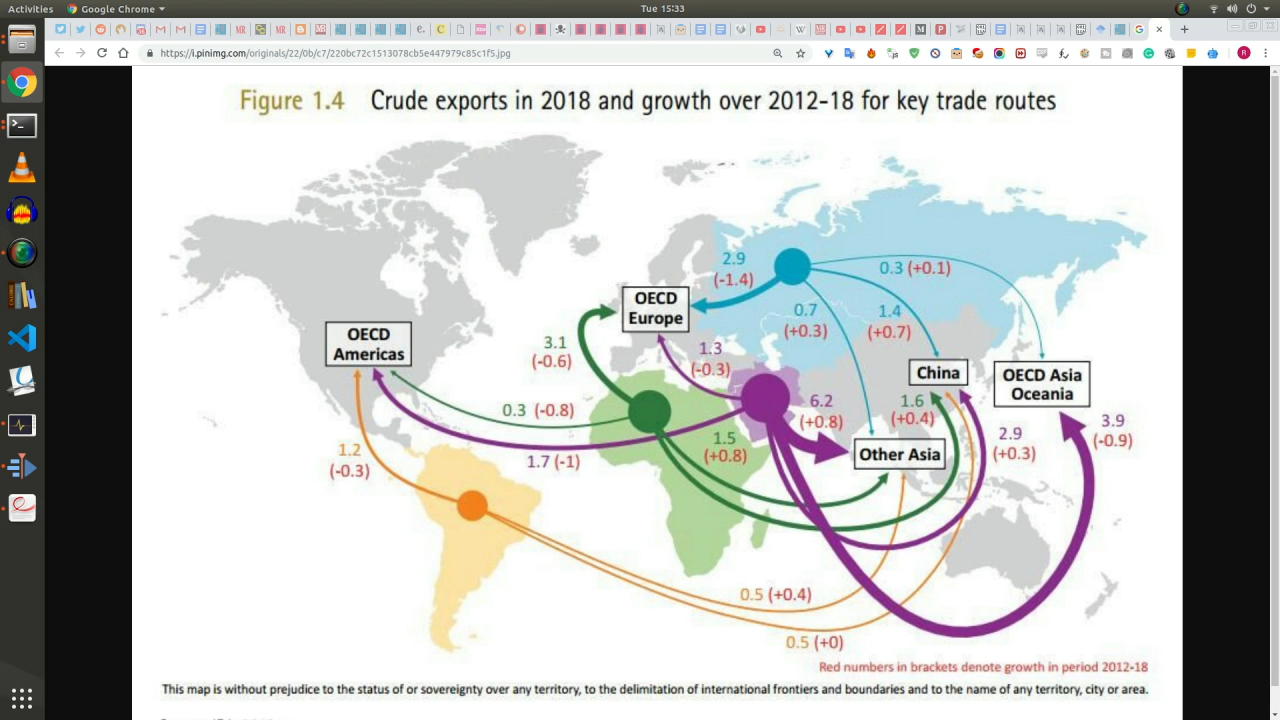 Activities
Google Chrome
Tue 15:33
https://i.pinimg.com/originals/22/0b/c7/220bc72c1513078cb5e447979c85c1f5.jpg
Figure 1.4 Crude exports in 2018 and growth over 2012-18 for key trade routes
2.9
(-1.4)
0.3 (+0.1)
OECD
Europe
0.7
(+0.3)
1.4
(+0.7)
OECD
Americas
3.1
(-0.6)
1.3
(-0.3)
China
OECD Asia
Oceania
0.3 (-0.8)
6.2
(+0.8)
1.6
(+0.4)
1.5
(+0.8)
2.9
(+0.3)
3.9
(-0.9)
1.2
(-0.3)
1.7 (-1)
Other Asia
0.5 (+0.4)
0.5 (+0)
Red numbers in brackets denote growth in period 2012-18
This map is without prejudice to the status of or sovereignty over any territory, to the delimitation of international frontiers and boundaries and to the name of any territory, city or area.